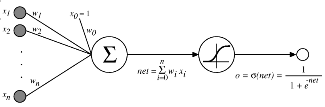 x1 w1 x0 = 1
x2 w2 w0
Σ
.
.
.
wn
xn
net = Σ i=0 n wi xi
o = σ(net) = 1 / 1 + e -net